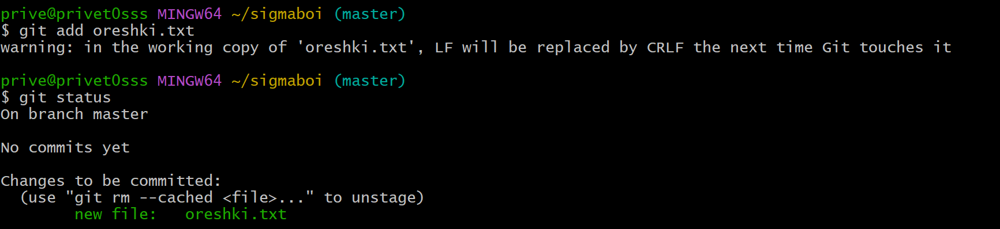 prive@privet0sss MINGW64 ~/sigmaboi (master)
$ git add oreshki.txt
warning: in the working copy of 'oreshki.txt', LF will be replaced by CRLF the next time Git touches it
prive@privet0sss MINGW64 ~/sigmaboi (master)
$ git status
On branch master
No commits yet
Changes to be committed:
  (use "git rm --cached <file>..." to unstage)
        new file:   oreshki.txt